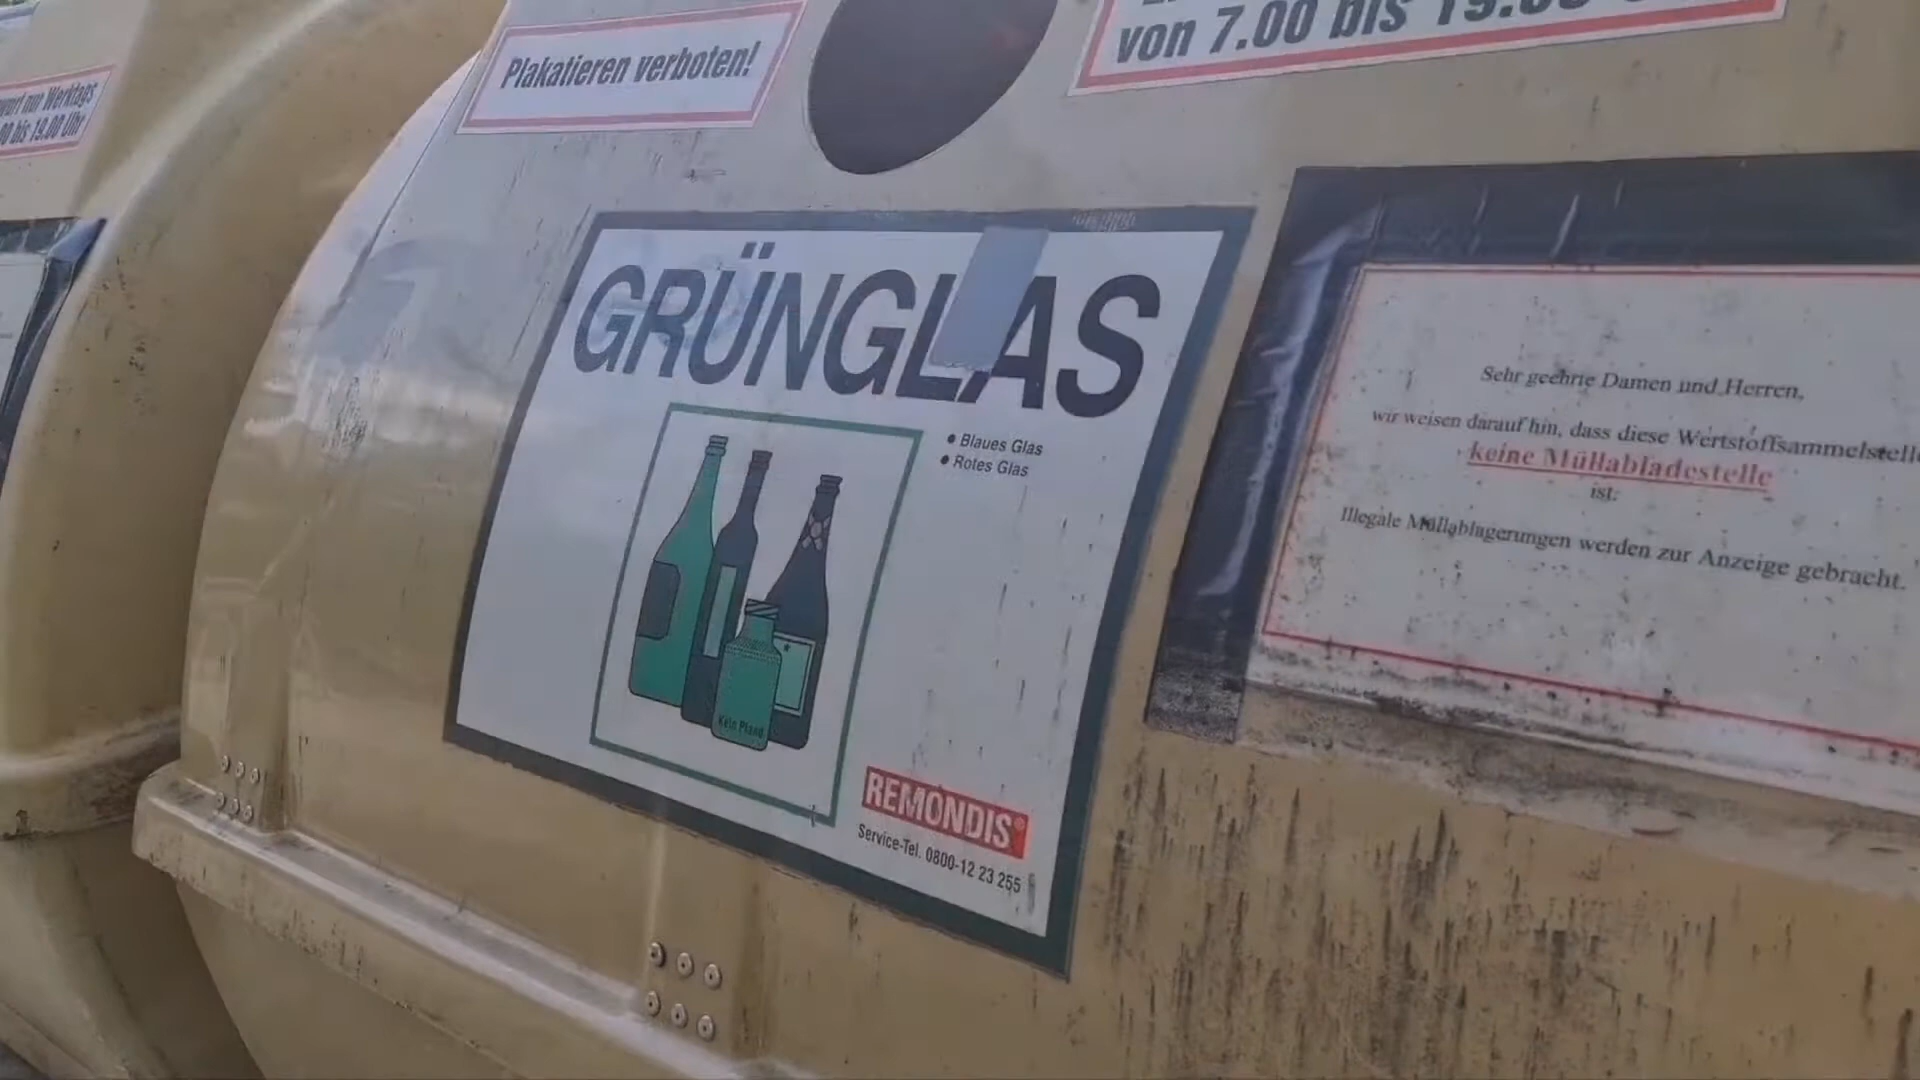 Plakatieren verboten!
von 7.00 bis 19.00
nur Werktags
bis 19.00 Uhr
GRÜNGLAS
• Blaues Glas
• Rotes Glas
Kein Pfand
REMONDIS®
Service-Tel. 0800-12 23 255
Sehr geehrte Damen und Herren,
wir weisen darauf hin, dass diese Wertstoffsammelstelle
keine Müllabladestelle
ist.
Illegale Müllablagerungen werden zur Anzeige gebracht.